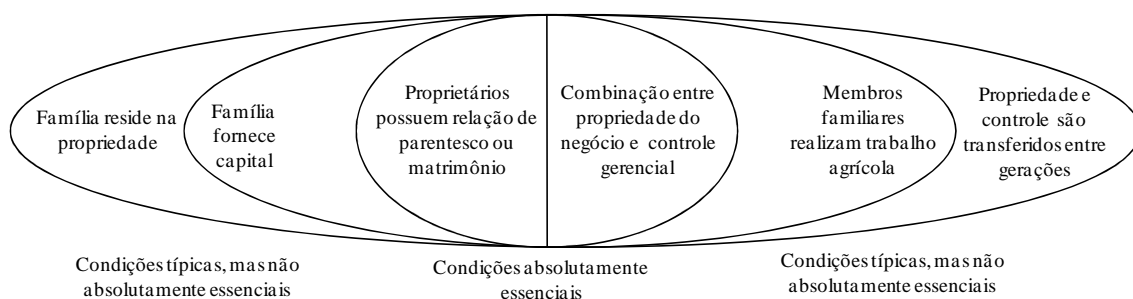 Família reside na
propriedade
Família
fornece
capital
Proprietários
possuem relação de
parentesco ou
matrimônio
Combinação entre
propriedade do
negócio e controle
gerencial
Membros
familiares
realizam trabalho
agrícola
Propriedade e
controle são
transferidos entre
gerações
Condições típicas, mas não
absolutamente essenciais
Condições absolutamente
essenciais
Condições típicas, mas não
absolutamente essenciais